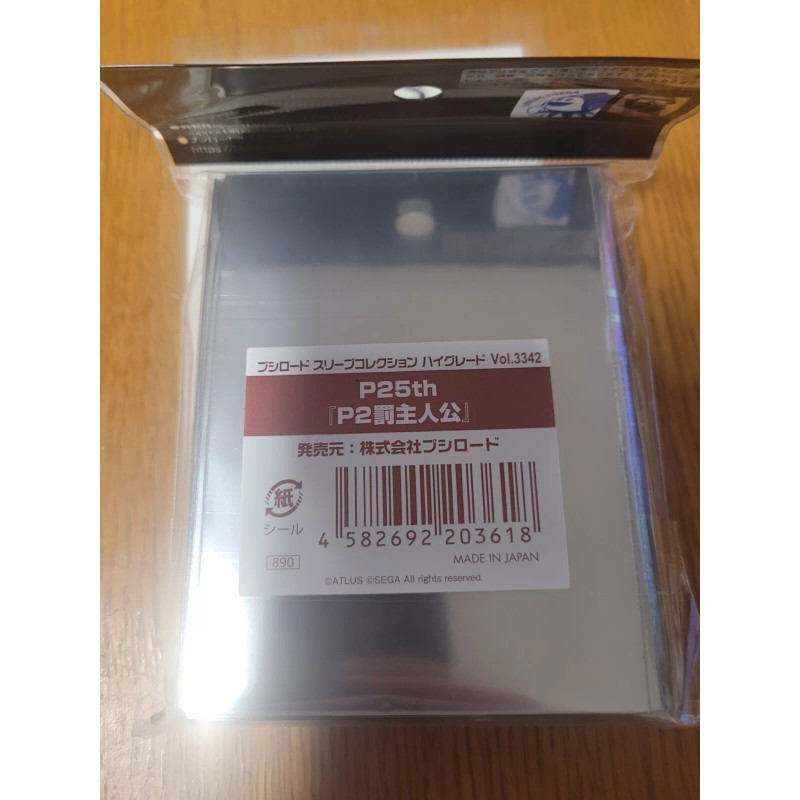 https:/
ブシロード スリーブコレクション ハイグレード Vol.3342
P25th
『P2罰主人公』
発売元：株式会社ブシロード
紙
シール
4 582692 203618
890
MADE IN JAPAN
©ATLUS ©SEGA All rights reserved.